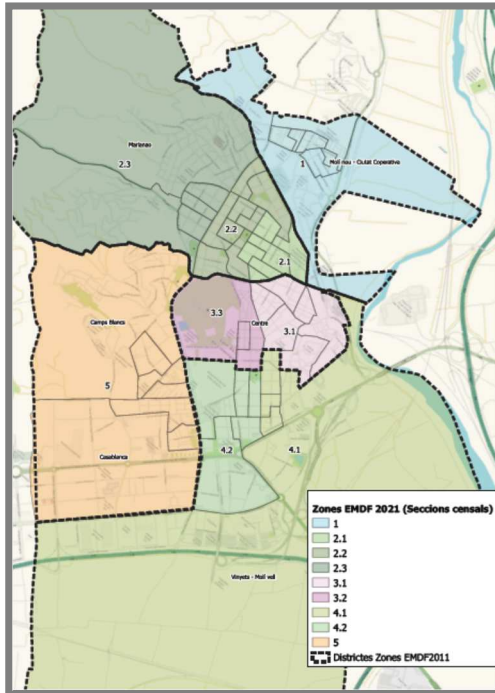 Marianao
2.3
1
Molí nou - Ciutat Coperativa
2.2
2.1
3.3
Centre
3.1
Camps Blancs
5
4.2
4.1
Casablanca
Vinyets - Molí vell
Zones EMDF 2021 (Seccions censals)
1
2.1
2.2
2.3
3.1
3.2
4.1
4.2
5
Districtes Zones EMDF2011